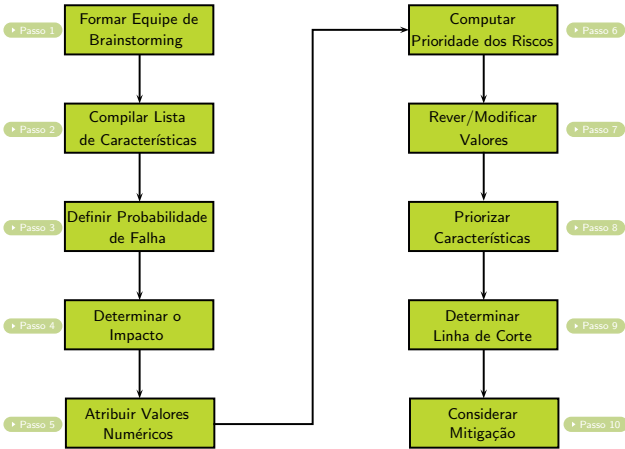 Passo 1
Formar Equipe de
Brainstorming
Passo 2
Compilar Lista
de Características
Passo 3
Definir Probabilidade
de Falha
Passo 4
Determinar o
Impacto
Passo 5
Atribuir Valores
Numéricos
Computar
Prioridade dos Riscos
Passo 6
Rever/Modificar
Valores
Passo 7
Priorizar
Características
Passo 8
Determinar
Linha de Corte
Passo 9
Considerar
Mitigação
Passo 10